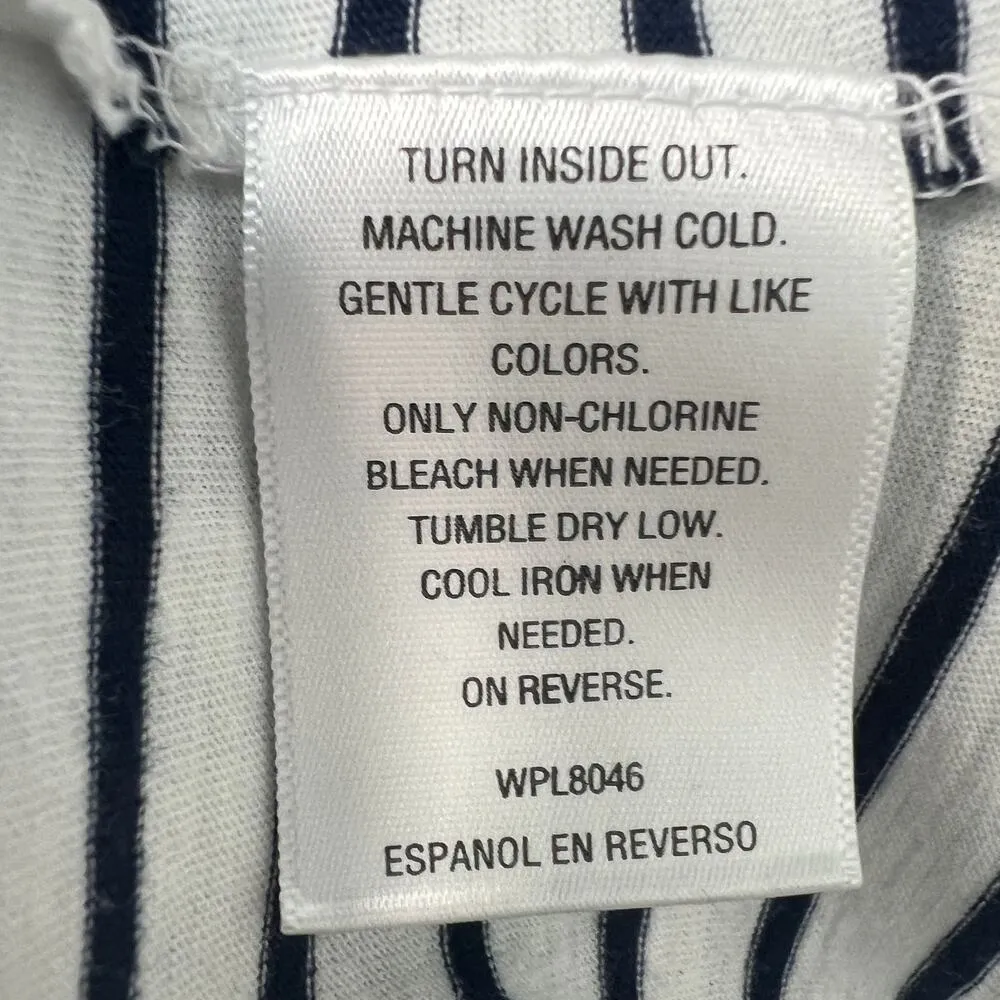 TURN INSIDE OUT.
MACHINE WASH COLD.
GENTLE CYCLE WITH LIKE
COLORS.
ONLY NON-CHLORINE
BLEACH WHEN NEEDED.
TUMBLE DRY LOW.
COOL IRON WHEN
NEEDED.
ON REVERSE.
WPL8046
ESPANOL EN REVERSO